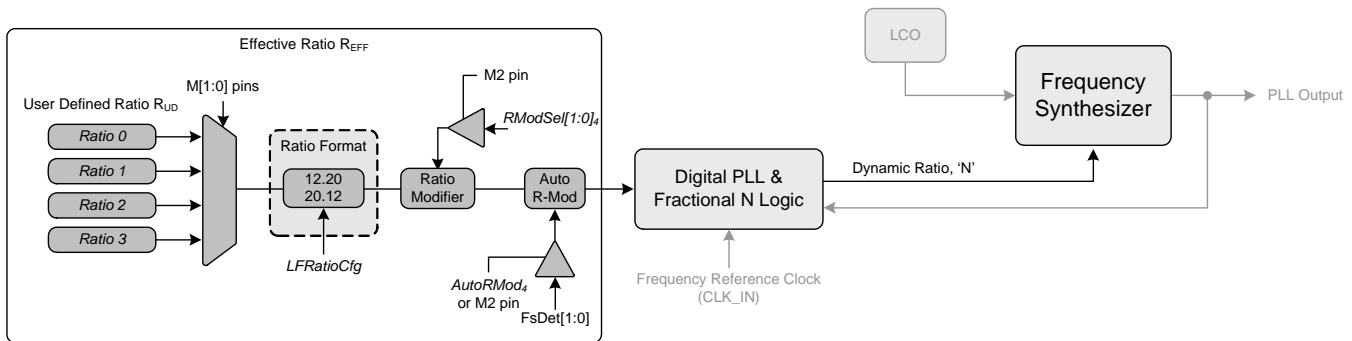 Effective Ratio REFF
M[1:0] pins
User Defined Ratio RUD
Ratio 0
Ratio 1
Ratio 2
Ratio 3
Ratio Format
12.20
20.12
LFRatioCfg
M2 pin
RModSel[1:0]4
Ratio
Modifier
Auto
R-Mod
AutoRMod4
or M2 pin
FsDet[1:0]
Digital PLL &
Fractional N Logic
Frequency Reference Clock
(CLK_IN)
Dynamic Ratio, ‘N’
LCO
Frequency
Synthesizer
PLL Output